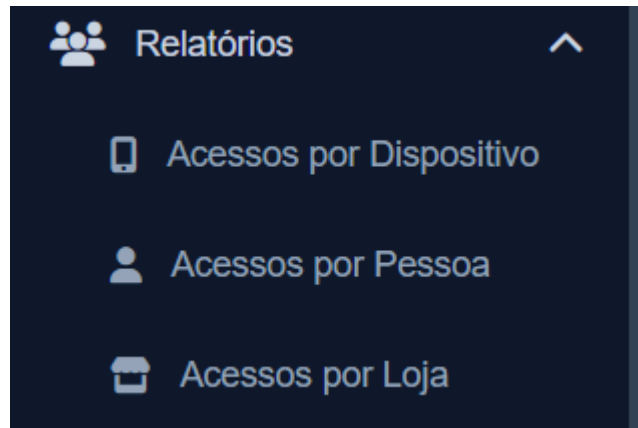 Relatórios
Acessos por Dispositivo
Acessos por Pessoa
Acessos por Loja